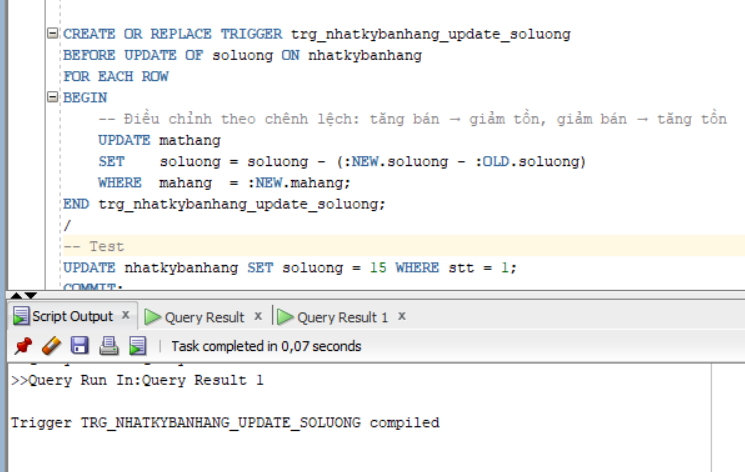 CREATE OR REPLACE TRIGGER trg_nhatkybanhang_update_soluong
BEFORE UPDATE OF soluong ON nhatkybanhang
FOR EACH ROW
BEGIN
-- Điều chỉnh theo chênh lệch: tăng bán → giảm tồn, giảm bán → tăng tồn
UPDATE mathang
SET soluong = soluong - (:NEW.soluong - :OLD.soluong)
WHERE mahang = :NEW.mahang;
END trg_nhatkybanhang_update_soluong;
/
-- Test
UPDATE nhatkybanhang SET soluong = 15 WHERE stt = 1;
COMMIT;
Script Output x Query Result x Query Result 1 x
Task completed in 0,07 seconds
>>Query Run In:Query Result 1
Trigger TRG_NHATKYBANHANG_UPDATE_SOLUONG compiled